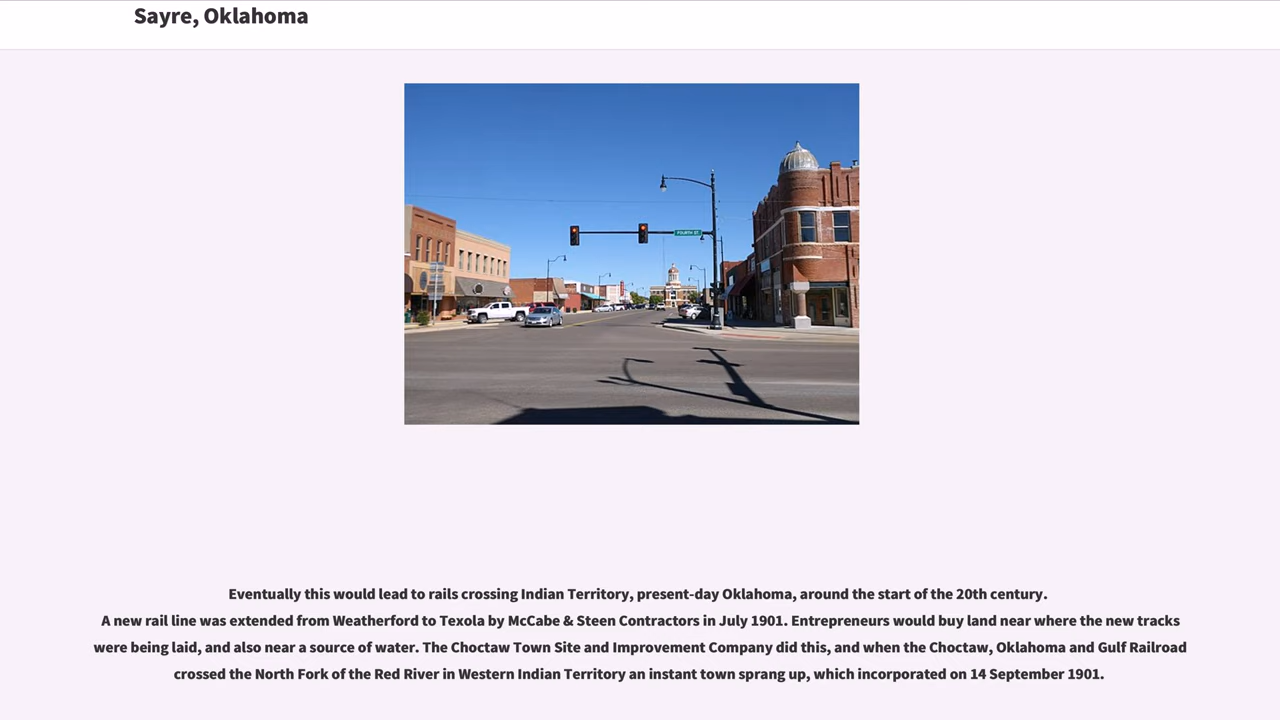 Sayre, Oklahoma
FOURTH ST.
Eventually this would lead to rails crossing Indian Territory, present-day Oklahoma, around the start of the 20th century.
A new rail line was extended from Weatherford to Texola by McCabe & Steen Contractors in July 1901. Entrepreneurs would buy land near where the new tracks
were being laid, and also near a source of water. The Choctaw Town Site and Improvement Company did this, and when the Choctaw, Oklahoma and Gulf Railroad
crossed the North Fork of the Red River in Western Indian Territory an instant town sprang up, which incorporated on 14 September 1901.